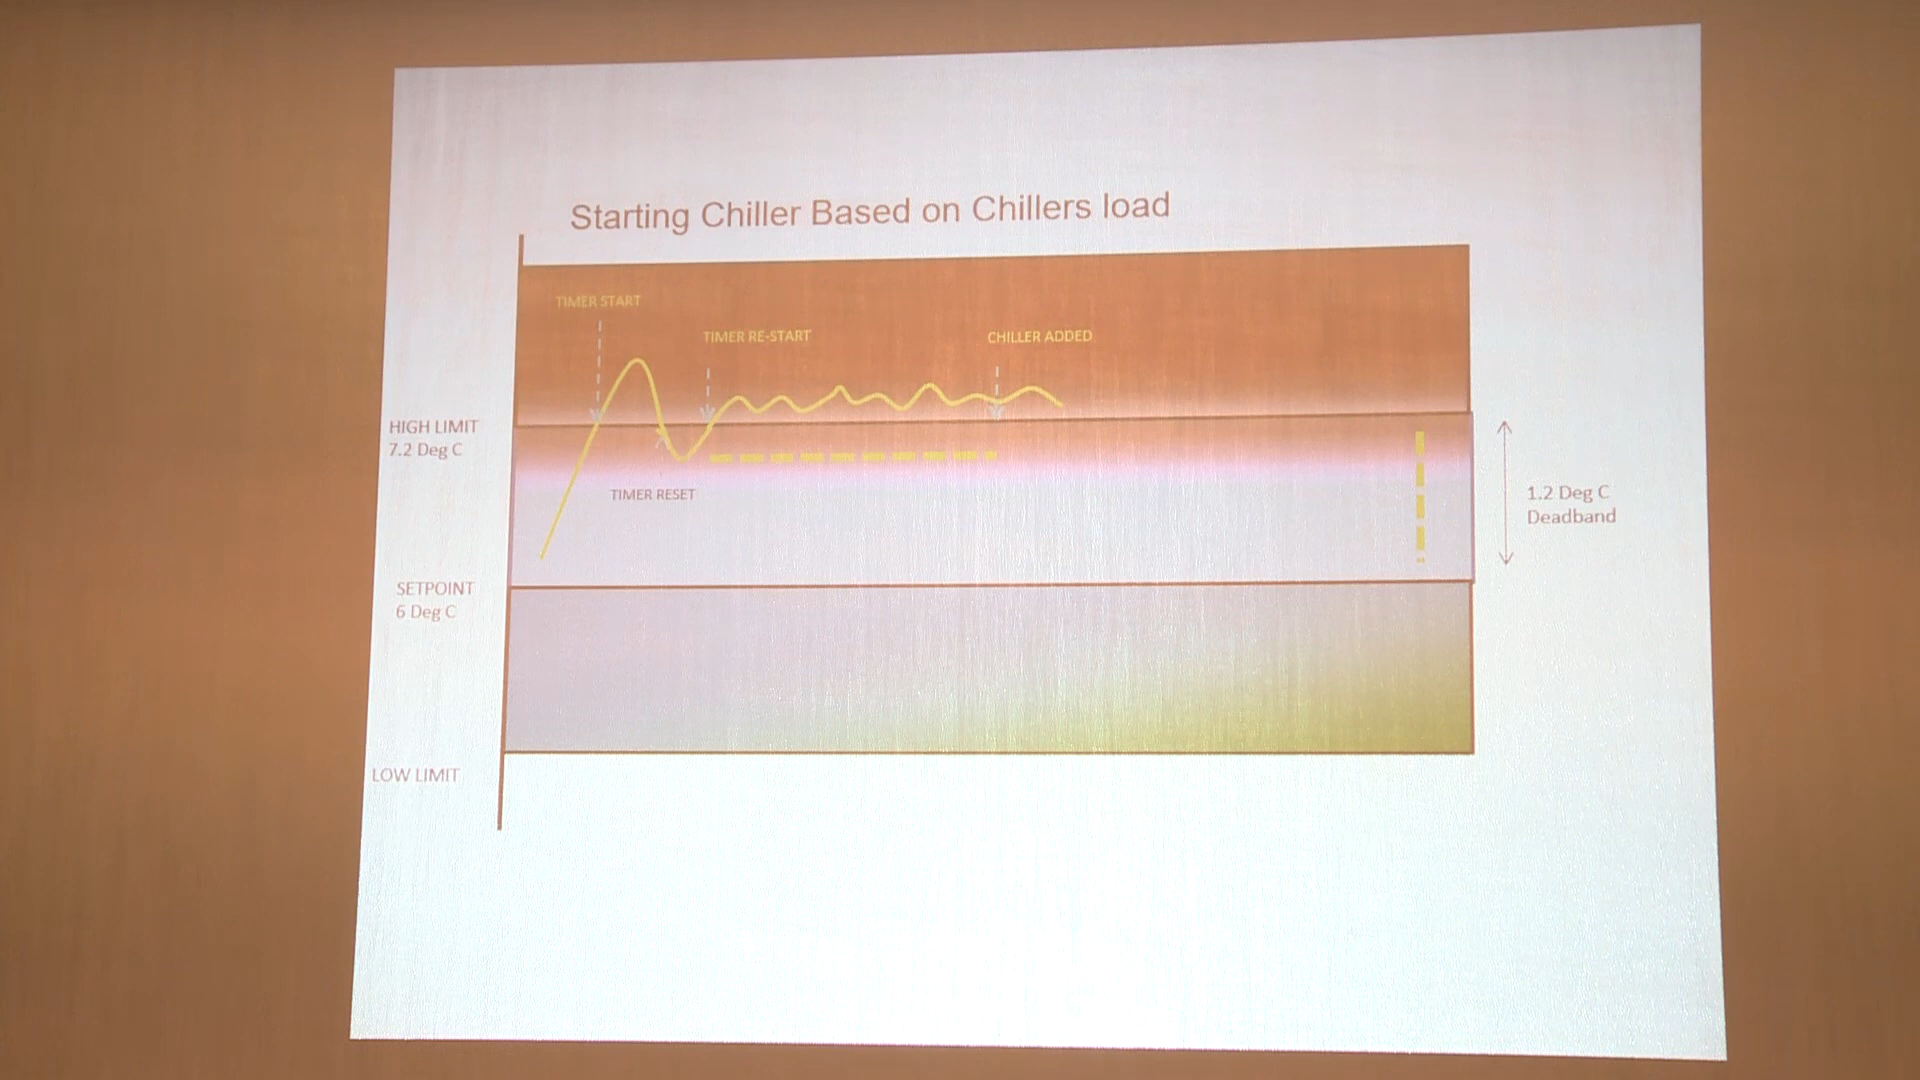 Starting Chiller Based on Chillers load
TIMER START
TIMER RE-START
CHILLER ADDED
HIGH LIMIT
7.2 Deg C
TIMER RESET
1.2 Deg C
Deadband
SETPOINT
6 Deg C
LOW LIMIT